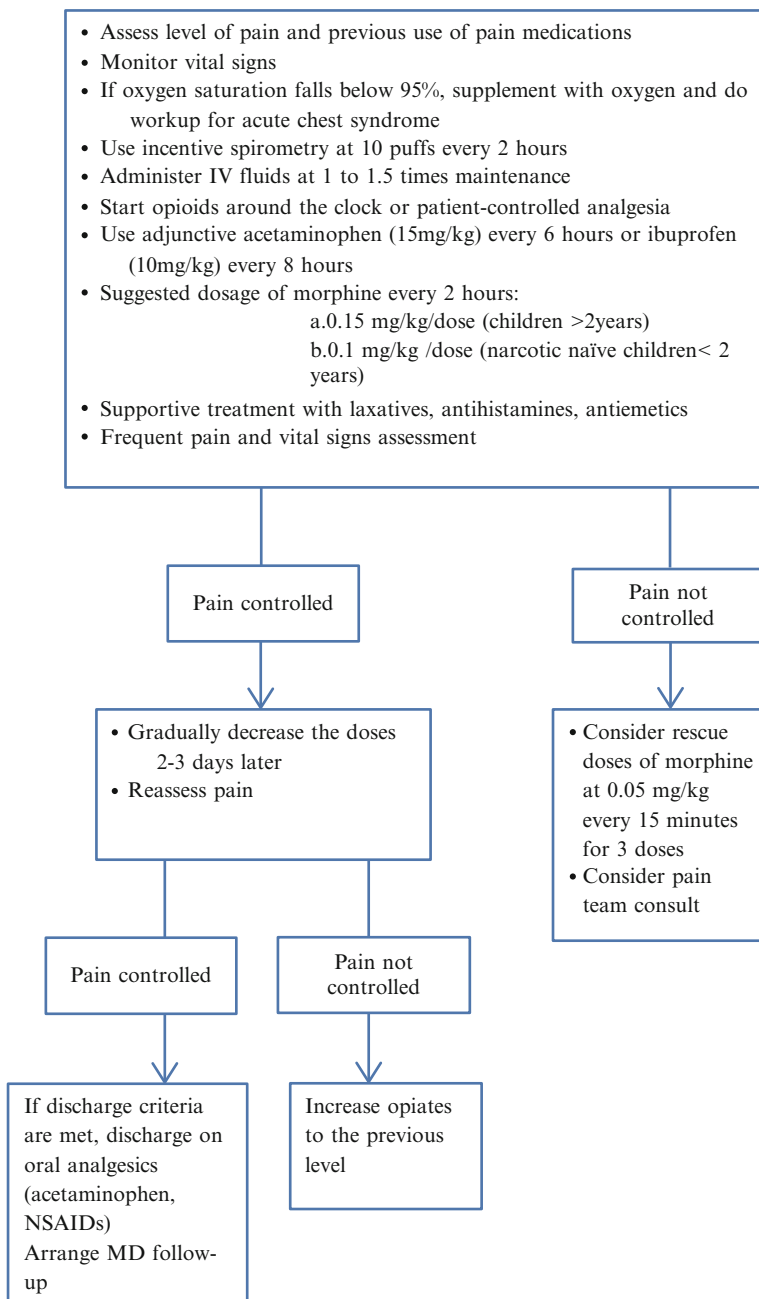 • Assess level of pain and previous use of pain medications
• Monitor vital signs
• If oxygen saturation falls below 95%, supplement with oxygen and do
workup for acute chest syndrome
• Use incentive spirometry at 10 puffs every 2 hours
• Administer IV fluids at 1 to 1.5 times maintenance
• Start opioids around the clock or patient-controlled analgesia
• Use adjunctive acetaminophen (15mg/kg) every 6 hours or ibuprofen
(10mg/kg) every 8 hours
• Suggested dosage of morphine every 2 hours:
a.0.15 mg/kg/dose (children >2years)
b.0.1 mg/kg /dose (narcotic naïve children< 2
years)
• Supportive treatment with laxatives, antihistamines, antiemetics
• Frequent pain and vital signs assessment
Pain controlled
Pain not
controlled
• Gradually decrease the doses
2-3 days later
• Reassess pain
• Consider rescue
doses of morphine
at 0.05 mg/kg
every 15 minutes
for 3 doses
• Consider pain
team consult
Pain controlled
Pain not
controlled
If discharge criteria
are met, discharge on
oral analgesics
(acetaminophen,
NSAIDs)
Arrange MD follow-
up
Increase opiates
to the previous
level